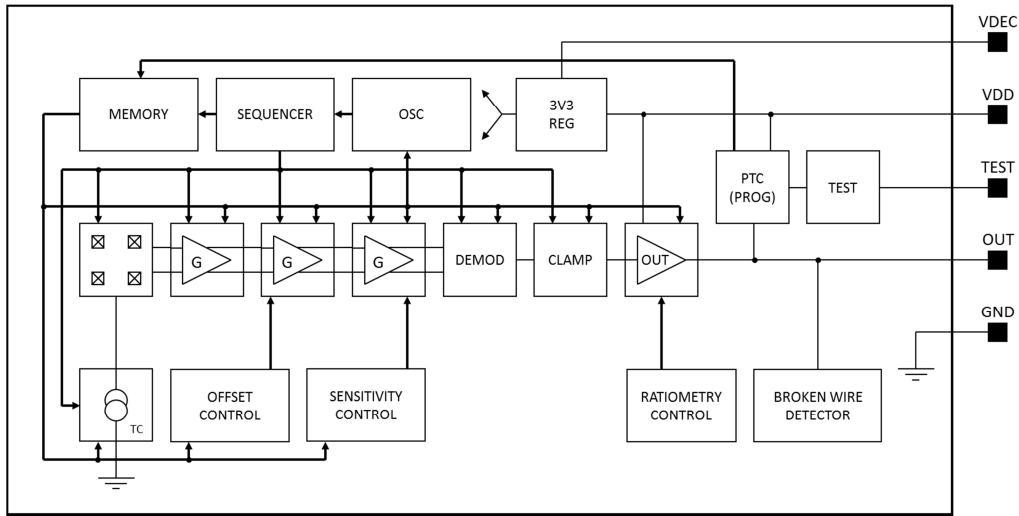 VDEC
VDD
MEMORY
SEQUENCER
OSC
3V3
REG
TEST
PTC
(PROG)
TEST
OUT
G
G
G
DEMOD
CLAMP
OUT
GND
OFFSET
CONTROL
SENSITIVITY
CONTROL
RATIOMETRY
CONTROL
BROKEN WIRE
DETECTOR
TC